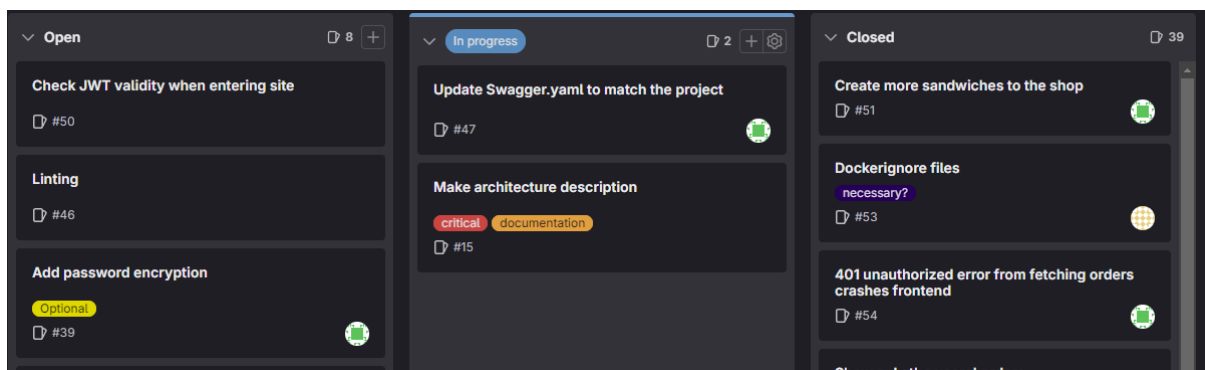 Open 8
Check JWT validity when entering site
#50
Linting
#46
Add password encryption
Optional
#39
In progress 2
Update Swagger.yaml to match the project
#47
Make architecture description
critical documentation
#15
Closed 39
Create more sandwiches to the shop
#51
Dockerignore files
necessary?
#53
401 unauthorized error from fetching orders
crashes frontend
#54